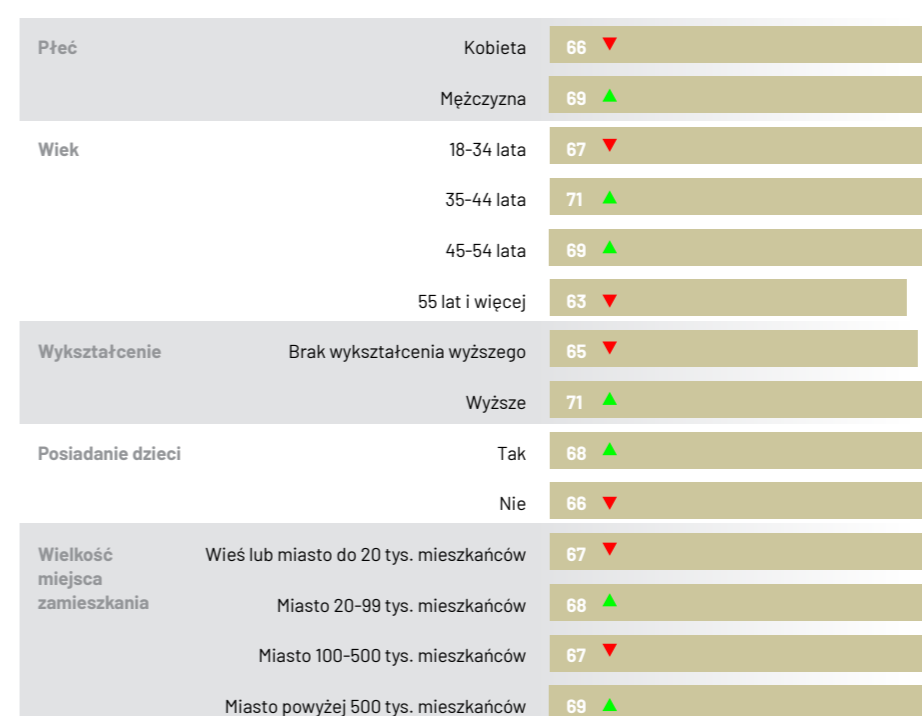 Płeć Kobieta 66
Mężczyzna 69
Wiek 18-34 lata 67
35-44 lata 71
45-54 lata 69
55 lat i więcej 63
Wykształcenie Brak wykształcenia wyższego 65
Wyższe 71
Posiadanie dzieci Tak 68
Nie 66
Wielkość Wieś lub miasto do 20 tys. mieszkańców 67
miejsca
zamieszkania Miasto 20-99 tys. mieszkańców 68
Miasto 100-500 tys. mieszkańców 67
Miasto powyżej 500 tys. mieszkańców 69